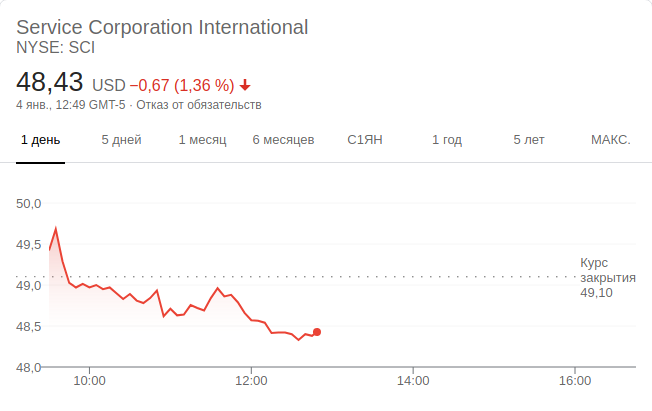 Service Corporation International
NYSE: SCI
48,43 USD −0,67 (1,36 %)
4 янв., 12:49 GMT-5 · Отказ от обязательств
1 день 5 дней 1 месяц 6 месяцев С1ЯН 1 год 5 лет МАКС.
50,0
49,5
Курс
закрытия
49,10
49,0
48,5
48,0
10:00 12:00 14:00 16:00